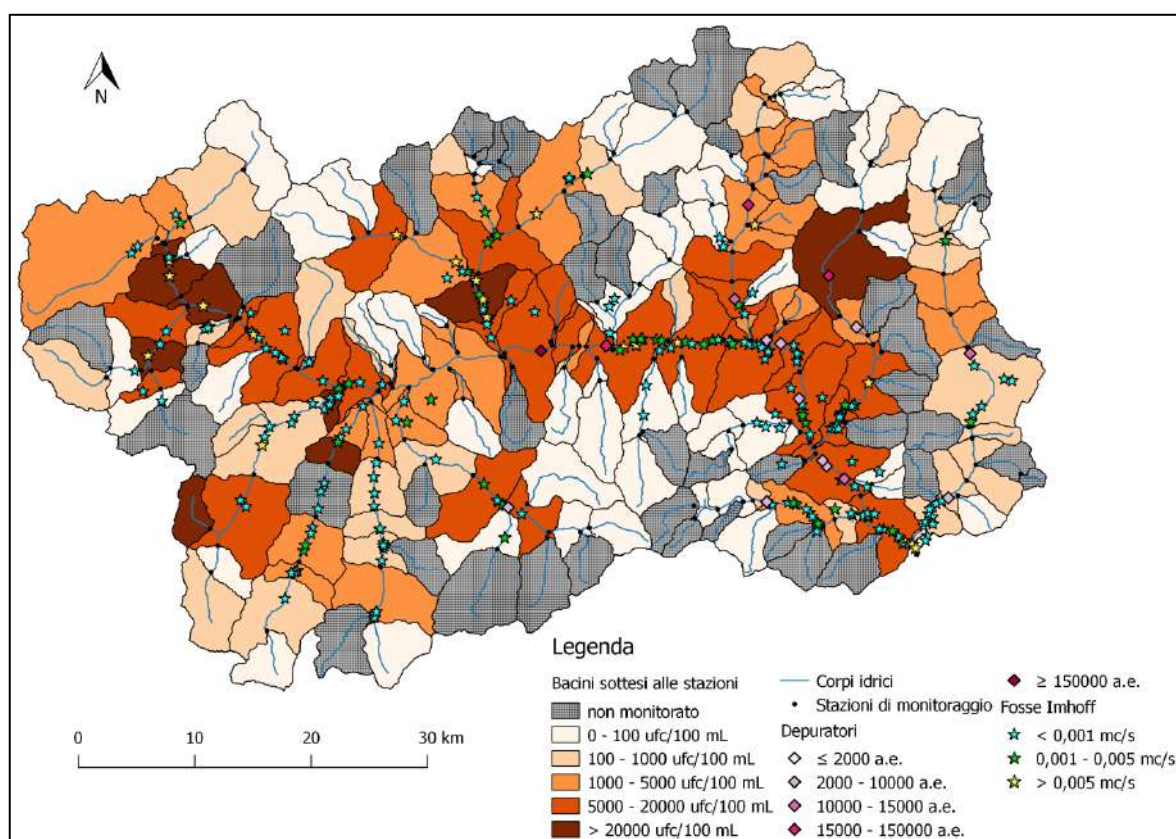 N
Legenda
Bacini sottesi alle stazioni
non monitorato
0 - 100 ufc/100 mL
100 - 1000 ufc/100 mL
1000 - 5000 ufc/100 mL
5000 - 20000 ufc/100 mL
> 20000 ufc/100 mL
Corpi idrici
Stazioni di monitoraggio
Depuratori
≤ 2000 a.e.
2000 - 10000 a.e.
10000 - 15000 a.e.
15000 - 150000 a.e.
≥ 150000 a.e.
Fosse Imhoff
< 0,001 mc/s
0,001 - 0,005 mc/s
> 0,005 mc/s
0 10 20 30 km